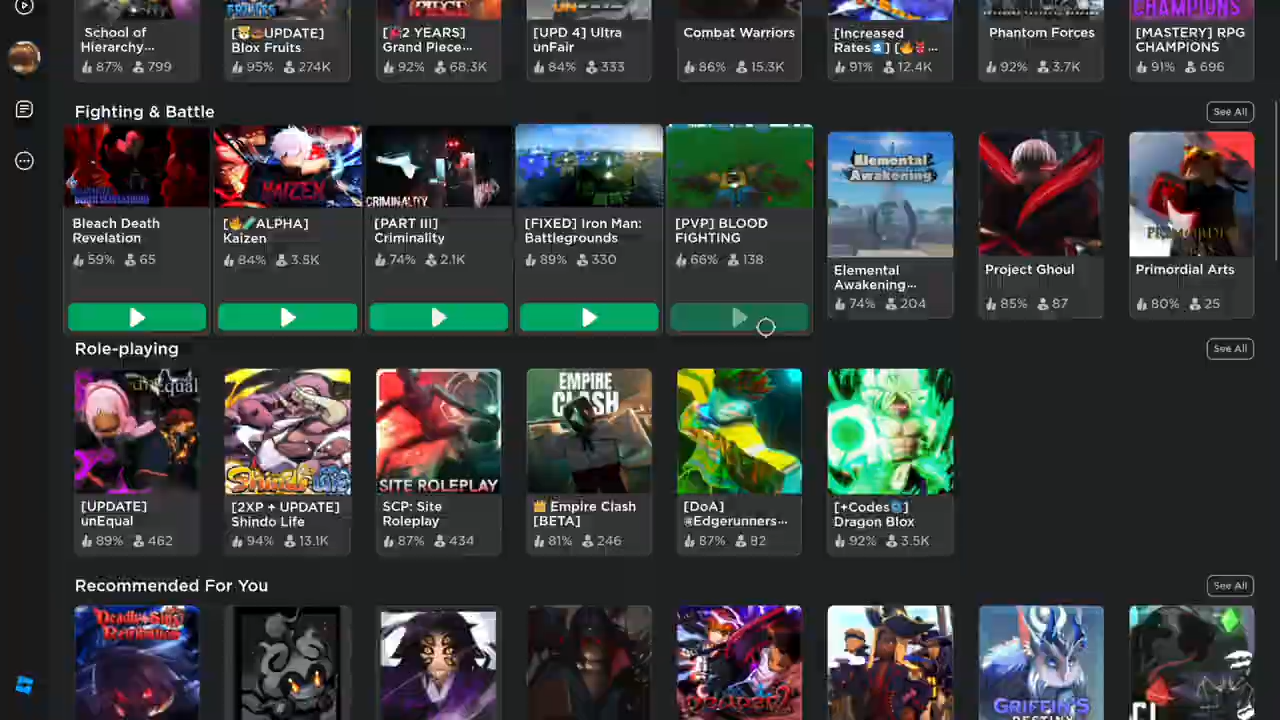 CHAMPIONS
School of
Hierarchy...
87% 799
[🐯🍩UPDATE]
Blox Fruits
95% 274K
[🌺2 YEARS]
Grand Piece...
92% 68.3K
[UPD 4] Ultra
unFair
84% 333
Combat Warriors
86% 15.3K
[Increased
Rates⏫] [🔥👹...
91% 12.4K
Phantom Forces
92% 3.7K
[MASTERY] RPG
CHAMPIONS
91% 696
Fighting & Battle
See All
KAIZEN
CRIMINALITY
Elemental
Awakening
Bleach Death
Revelation
59% 65
[🔥🧪ALPHA]
Kaizen
84% 3.5K
[PART III]
Criminality
74% 2.1K
[FIXED] Iron Man:
Battlegrounds
89% 330
[PVP] BLOOD
FIGHTING
66% 138
Elemental
Awakening...
74% 204
Project Ghoul
85% 87
Primordial Arts
80% 25
Role-playing
See All
unEqual
Shindo Life
SITE ROLEPLAY
EMPIRE
CLASH
[UPDATE]
unEqual
89% 462
[2XP + UPDATE]
Shindo Life
94% 13.1K
SCP: Site
Roleplay
87% 434
👑 Empire Clash
[BETA]
81% 246
[DoA]
@Edgerunners...
87% 82
[+Codes🌀]
Dragon Blox
92% 3.5K
Recommended For You
See All
Deadly Sins
Retribution
GRIFFIN'S
DESTINY